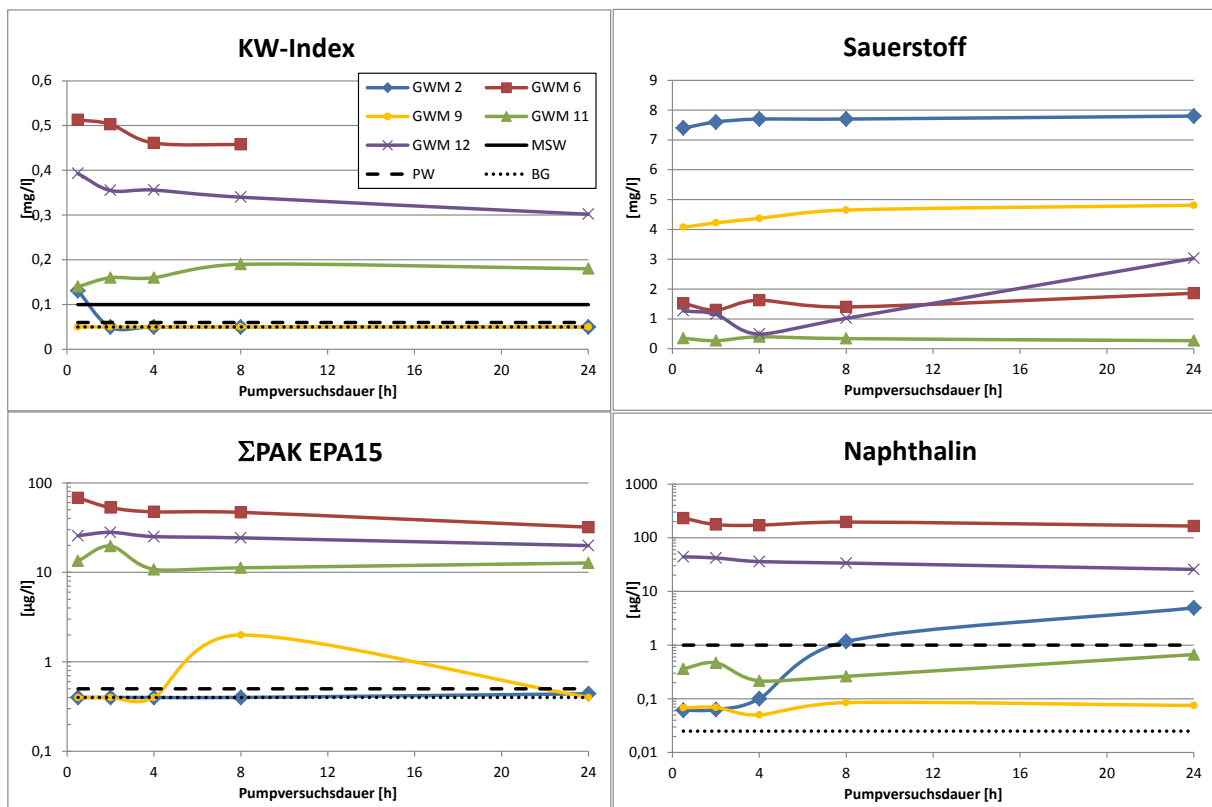 KW-Index
0,6
0,5
0,4
0,3
0,2
0,1
0
[mg/l]
GWM 2 GWM 6
GWM 9 GWM 11
GWM 12 MSW
PW BG
0 4 8 12 16 20 24
Pumpversuchsdauer [h]
Sauerstoff
9
8
7
6
5
4
3
2
1
0
[mg/l]
0 4 8 12 16 20 24
Pumpversuchsdauer [h]
ΣPAK EPA15
100
10
1
0,1
[µg/l]
0 4 8 12 16 20 24
Pumpversuchsdauer [h]
Naphthalin
1000
100
10
1
0,1
0,01
[µg/l]
0 4 8 12 16 20 24
Pumpversuchsdauer [h]